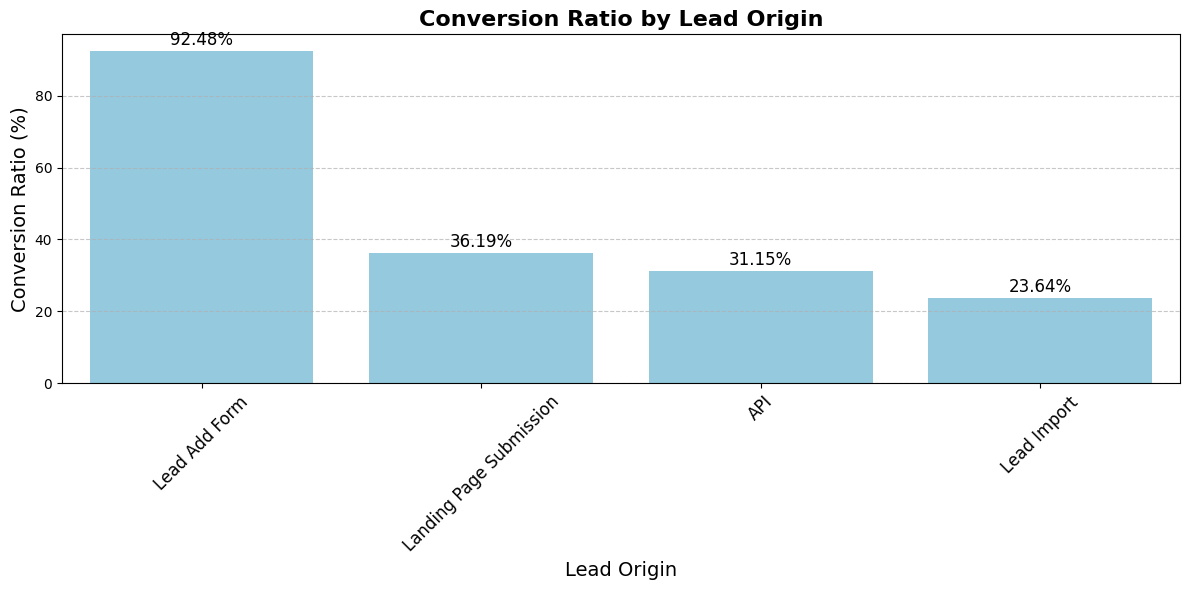 Conversion Ratio by Lead Origin
Conversion Ratio (%)
80
60
40
20
0
92.48%
36.19%
31.15%
23.64%
Lead Add Form
Landing Page Submission
API
Lead Import
Lead Origin